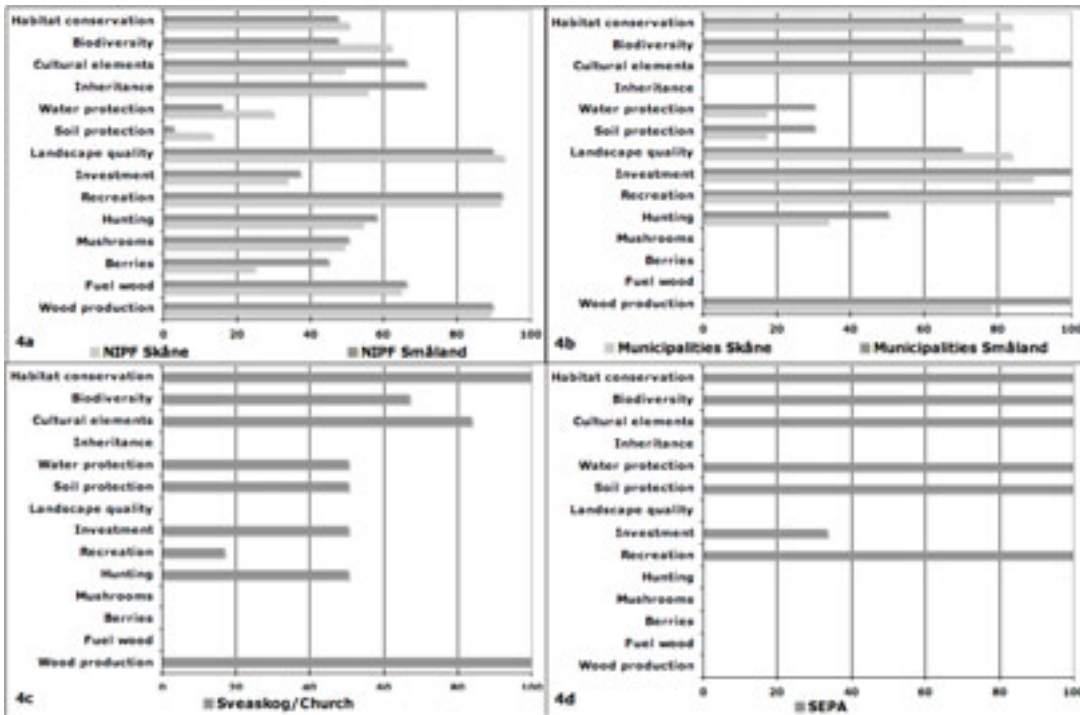 Habitat conservation
Biodiversity
Cultural elements
Inheritance
Water protection
Soil protection
Landscape quality
Investment
Recreation
Hunting
Mushrooms
Berries
Fuel wood
Wood production
0 20 40 60 80 100
4a
NIPF Skåne NIPF Småland
Habitat conservation
Biodiversity
Cultural elements
Inheritance
Water protection
Soil protection
Landscape quality
Investment
Recreation
Hunting
Mushrooms
Berries
Fuel wood
Wood production
0 20 40 60 80 100
4b
Municipalities Skåne Municipalities Småland
Habitat conservation
Biodiversity
Cultural elements
Inheritance
Water protection
Soil protection
Landscape quality
Investment
Recreation
Hunting
Mushrooms
Berries
Fuel wood
Wood production
0 20 40 60 80 100
4c
Sveaskog/Church
Habitat conservation
Biodiversity
Cultural elements
Inheritance
Water protection
Soil protection
Landscape quality
Investment
Recreation
Hunting
Mushrooms
Berries
Fuel wood
Wood production
0 20 40 60 80 100
4d
SEPA